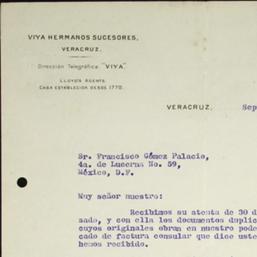 VIYA HERMANOS SUCESORES,
VERACRUZ.
Dirección Telegráfica "VIYA."
LLOYDS AGENTS.
CASA ESTABLECIDA DESDE 1770.
VERACRUZ, Sep
Sr. Francisco Gómez Palacio,
4a. de Lucerna No. 59,
México, D.F.
Muy señor nuestro:
Recibimos su atenta de 30 d
sado, y con ella los documentos duplic
cuyos originales obran en nuestro pode
cado de factura consular que dice uste
hemos recibido.